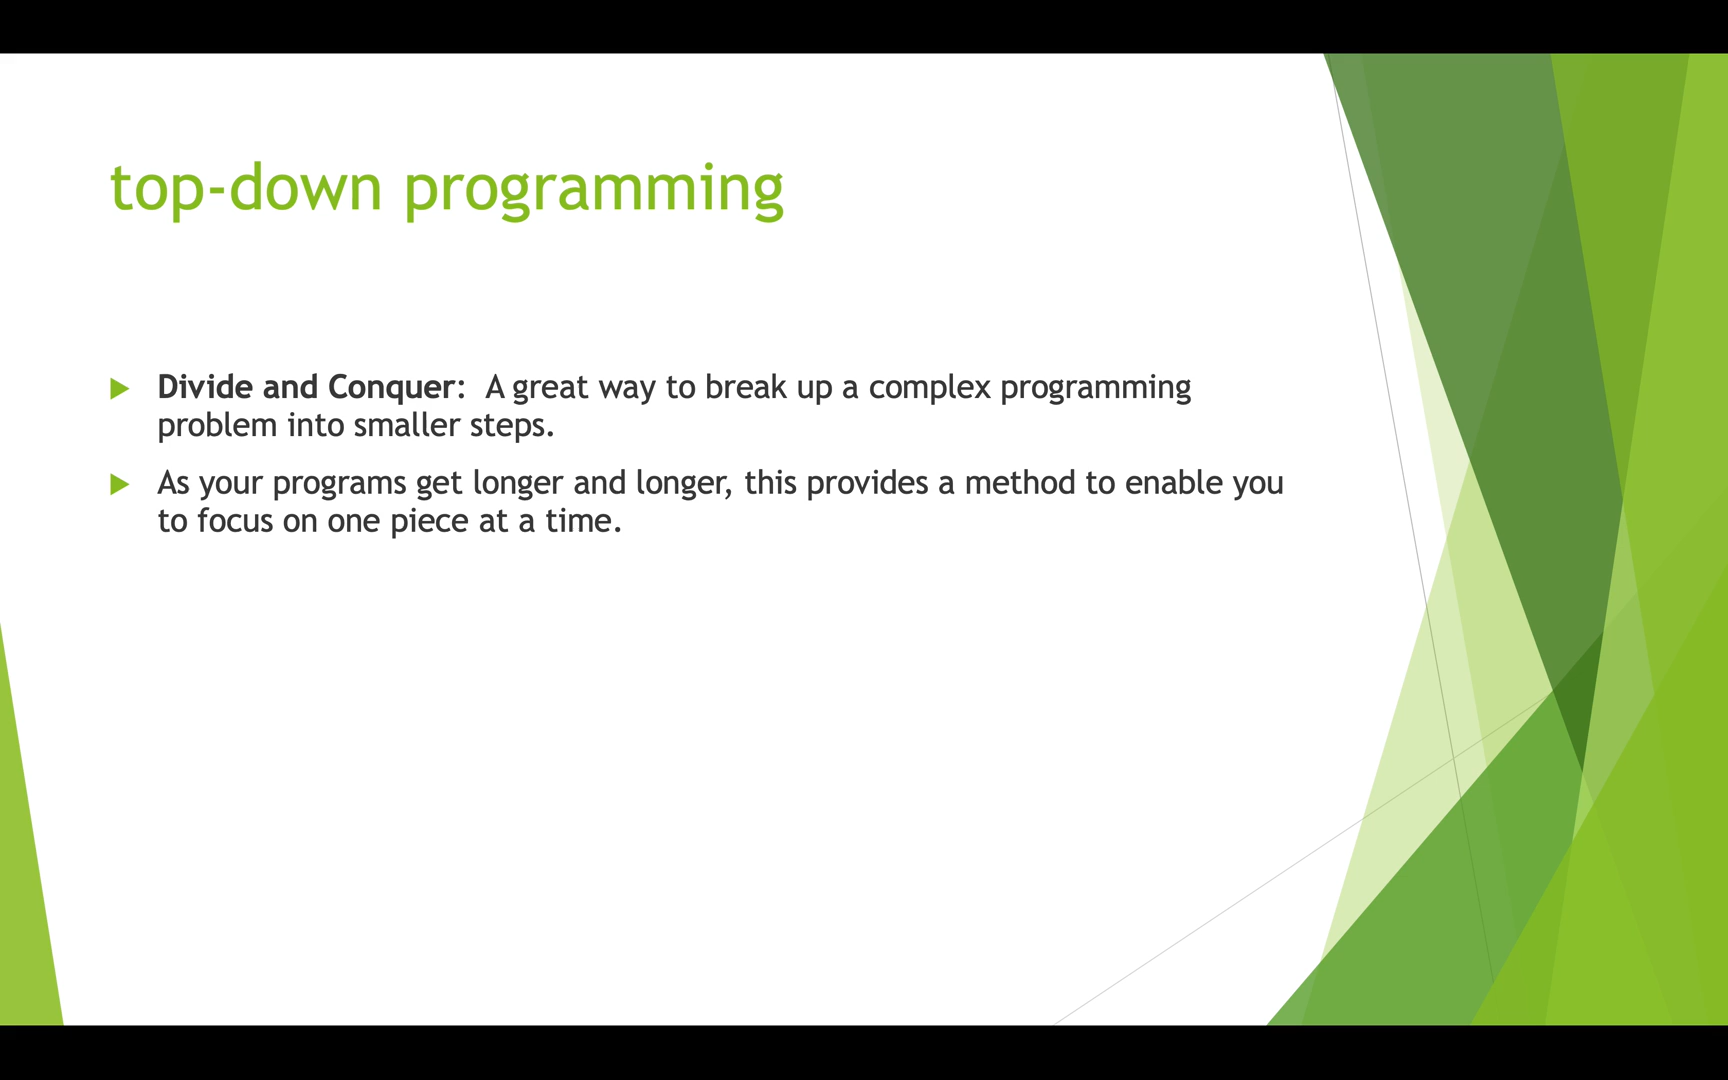 top-down programming
Divide and Conquer:  A great way to break up a complex programming
problem into smaller steps.
As your programs get longer and longer, this provides a method to enable you
to focus on one piece at a time.